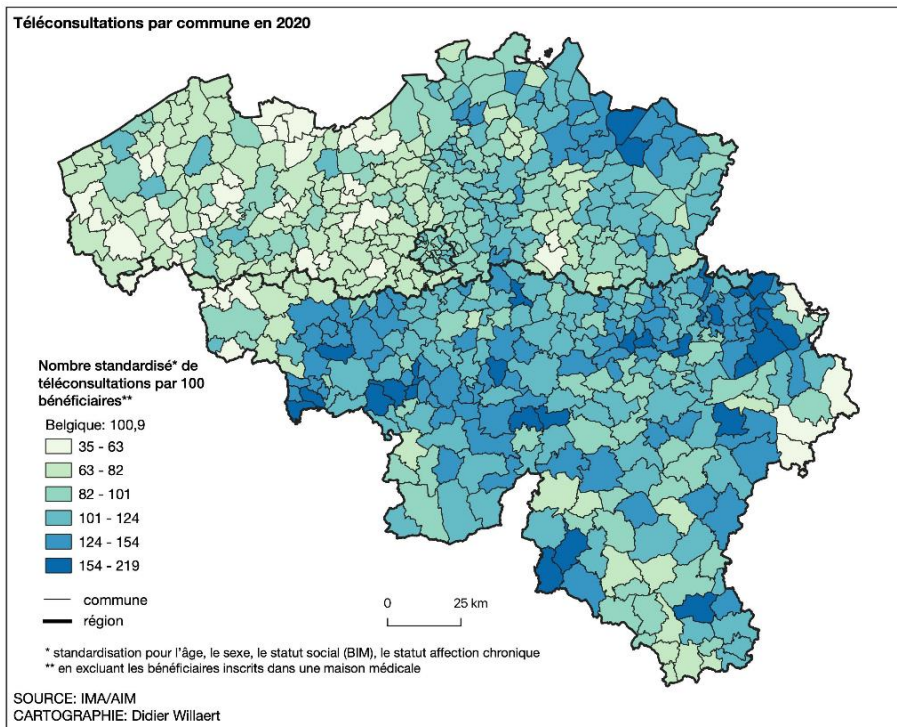 Téléconsultations par commune en 2020
Nombre standardisé* de
téléconsultations par 100
bénéficiaires**
Belgique: 100,9
35 - 63
63 - 82
82 - 101
101 - 124
124 - 154
154 - 219
commune
région
0 25 km
* standardisation pour l'âge, le sexe, le statut social (BIM), le statut affection chronique
** en excluant les bénéficiaires inscrits dans une maison médicale
SOURCE: IMA/AIM
CARTOGRAPHIE: Didier Willaert